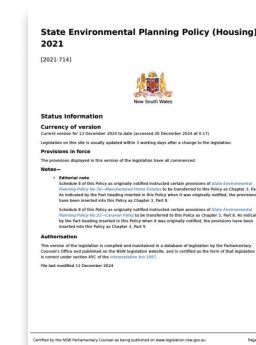 State Environmental Planning Policy (Housing)
2021
[2021-714]
New South Wales
Status Information
Currency of version
Current version for 13 December 2024 to date (accessed 20 December 2024 at 0:17)
Legislation on this site is usually updated within 3 working days after a change to the legislation.
Provisions in force
The provisions displayed in this version of the legislation have all commenced.
Notes—
• Editorial note
Schedule 8 of this Policy as originally notified instructed certain provisions of State Environmental
Planning Policy No 36—Manufactured Home Estates to be transferred to this Policy as Chapter 3, Pa
As indicated by the Part heading inserted in this Policy when it was originally notified, the provisions
have been inserted into this Policy as Chapter 3, Part 8.
Schedule 8 of this Policy as originally notified instructed certain provisions of State Environmental
Planning Policy No 21—Caravan Parks to be transferred to this Policy as Chapter 3, Part 8. As indicat
by the Part heading inserted in this Policy when it was originally notified, the provisions have been
inserted into this Policy as Chapter 3, Part 9.
Authorisation
This version of the legislation is compiled and maintained in a database of legislation by the Parliamentary
Counsel's Office and published on the NSW legislation website, and is certified as the form of that legislation
is correct under section 45C of the Interpretation Act 1987.
File last modified 13 December 2024
Certified by the NSW Parliamentary Counsel as being published on www.legislation.nsw.gov.au
Page